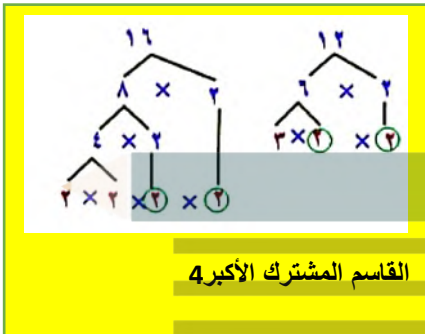 ١٦ ١٢
٨ × ٢ ٦ × ٢
٤ × ٢ ٣ × ٢ × ٢
٢ × ٢ × ٢ × ٢
القاسم المشترك الأكبر4